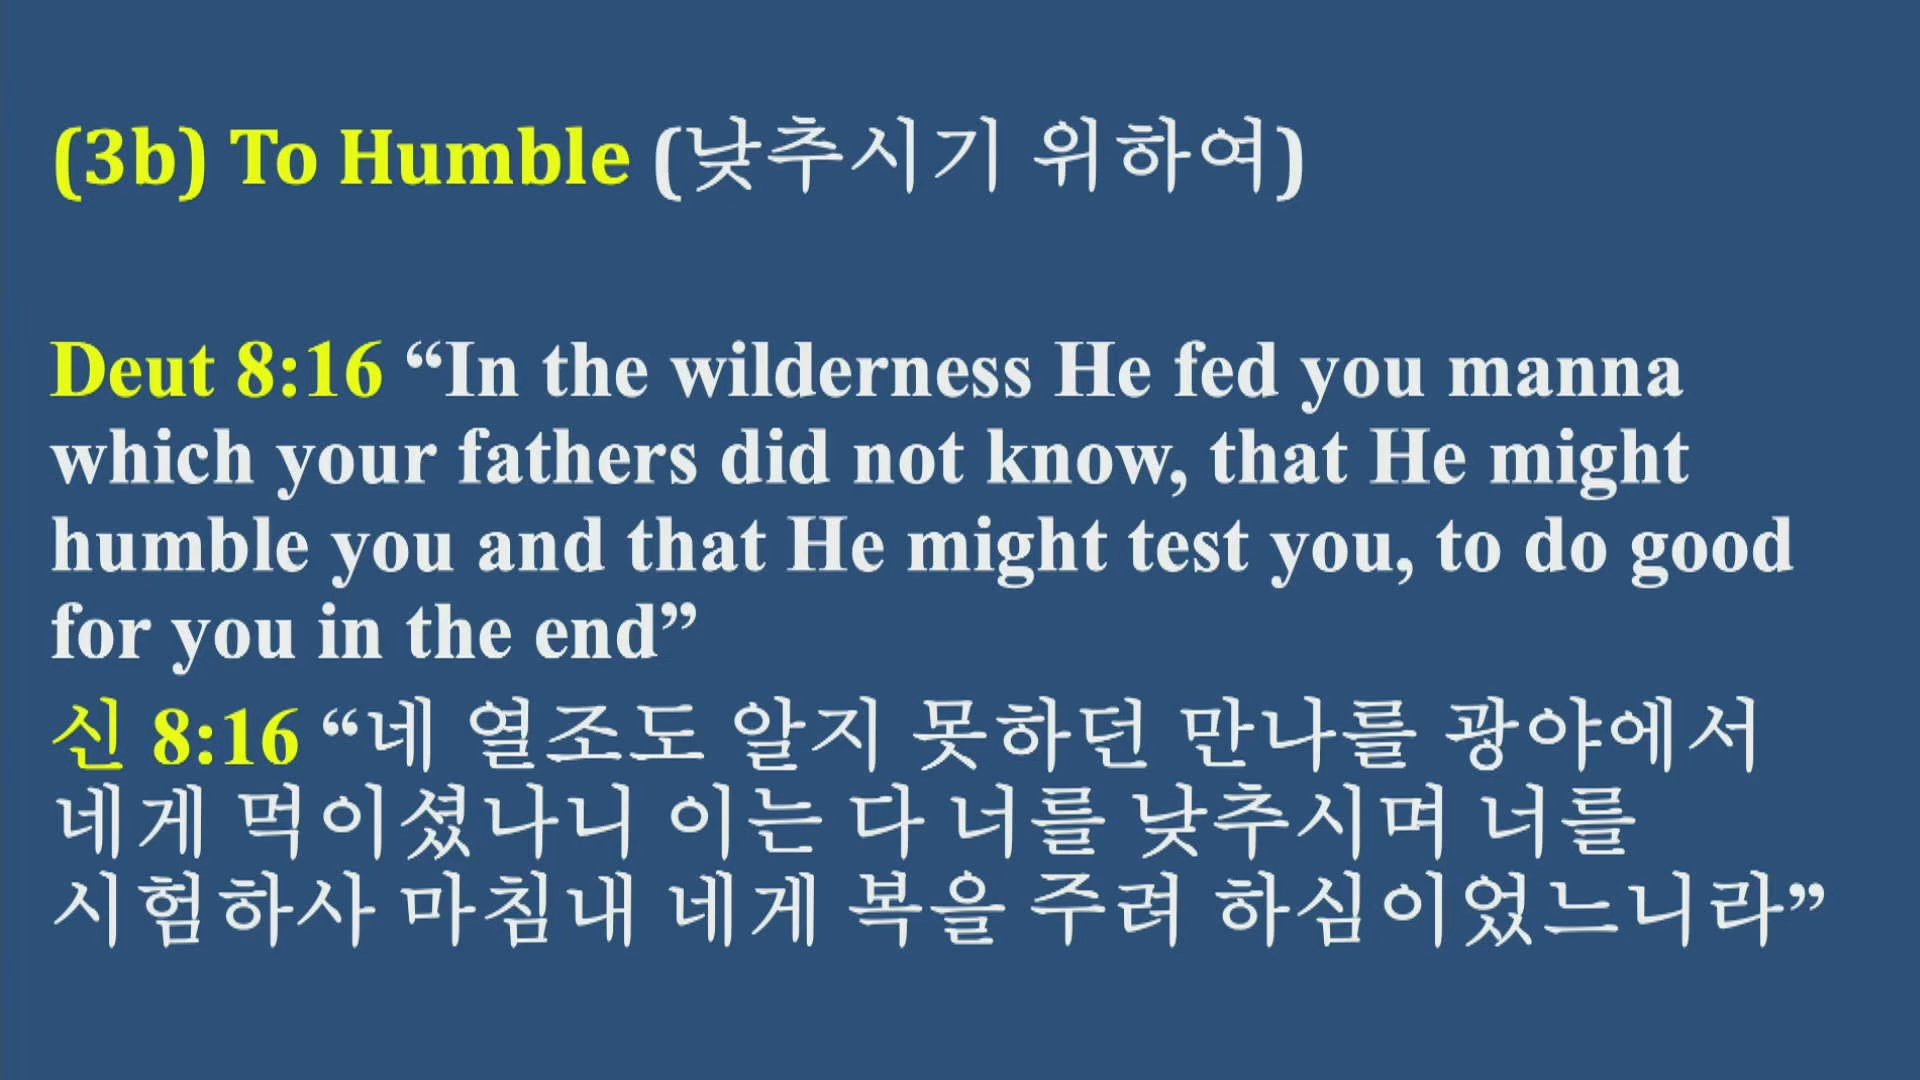 (3b) To Humble (낮추시기 위하여)
Deut 8:16 “In the wilderness He fed you manna
which your fathers did not know, that He might
humble you and that He might test you, to do good
for you in the end”
신 8:16 “네 열조도 알지 못하던 만나를 광야에서
네게 먹이셨나니 이는 다 너를 낮추시며 너를
시험하사 마침내 네게 복을 주려 하심이었느니라”